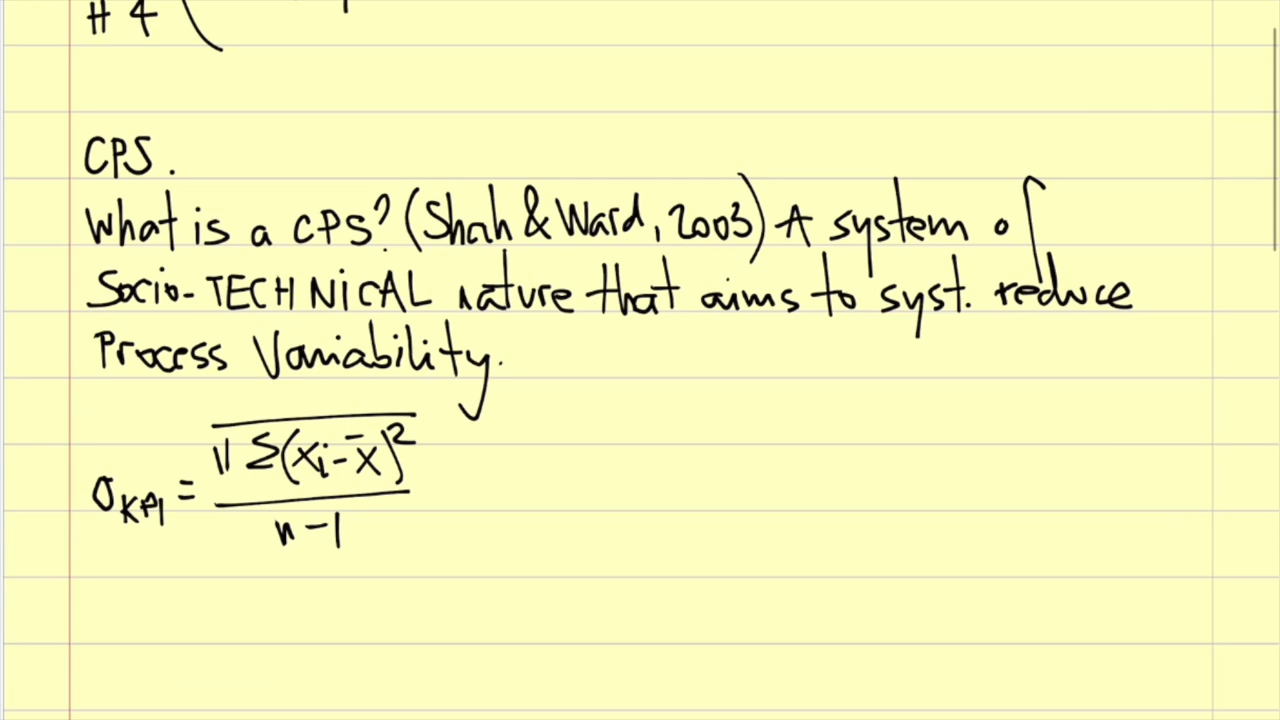 # 4 (
CPS.
What is a CPS? (Shah & Ward, 2003) A system of
Socio-TECHNICAL nature that aims to syst. reduce
Process Variability.
σKPI = √Σ(xi-x̄)²
n-1